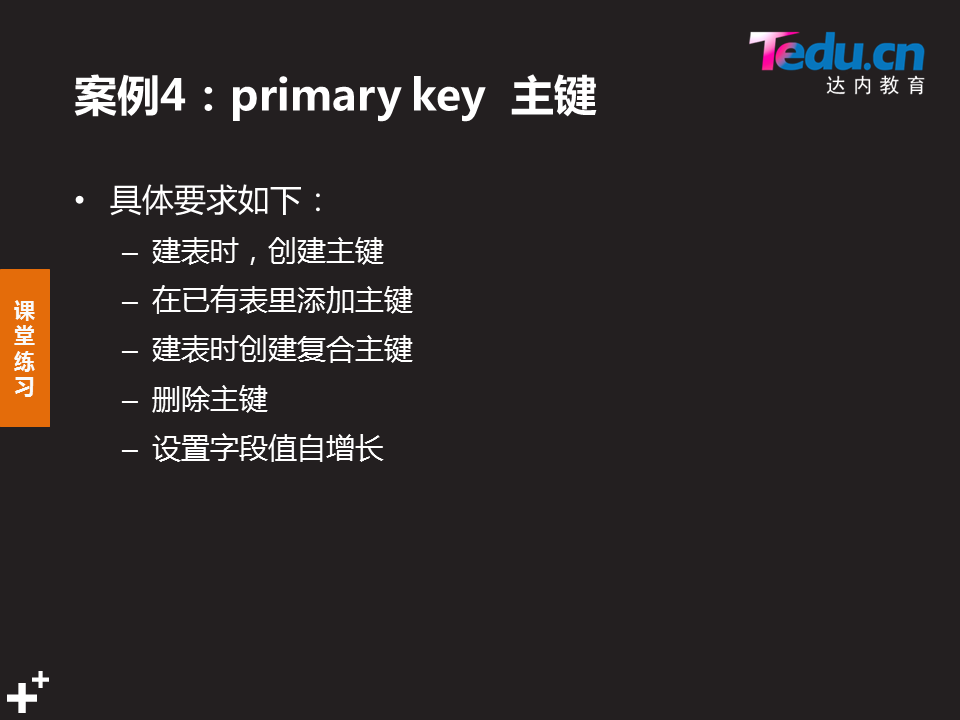 Tedu.cn
达内教育
案例4：primary key 主键
• 具体要求如下：
– 建表时，创建主键
– 在已有表里添加主键
– 建表时创建复合主键
– 删除主键
– 设置字段值自增长
课
堂
练
习